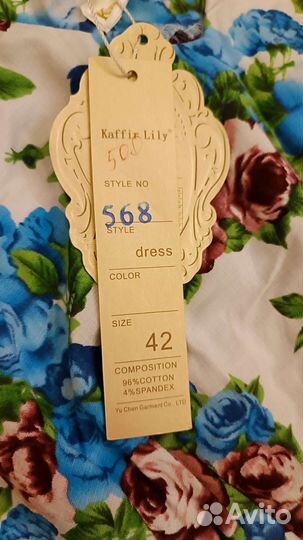 Kaffir Lily®
500
STYLE NO
568
STYLE
dress
COLOR
SIZE
42
COMPOSITION
96%COTTON
4%SPANDEX
Yu Chen Garment Co., LTD
Avito